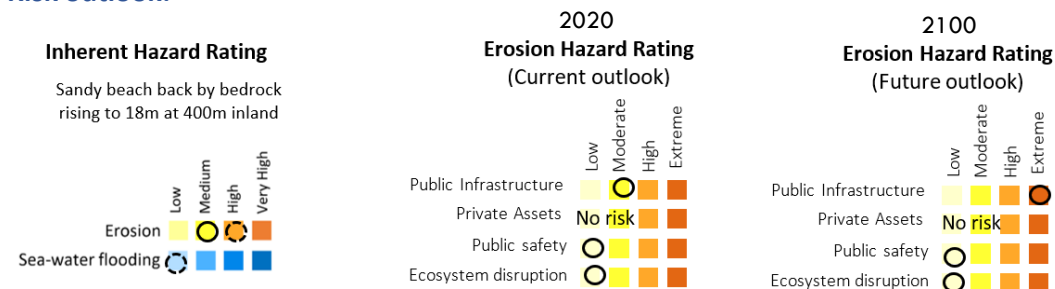 Risk outlook:
Inherent Hazard Rating
Sandy beach back by bedrock
rising to 18m at 400m inland
Low
Medium
High
Very High
Erosion
Sea-water flooding
2020
Erosion Hazard Rating
(Current outlook)
Low
Moderate
High
Extreme
Public Infrastructure
Private Assets No risk
Public safety
Ecosystem disruption
2100
Erosion Hazard Rating
(Future outlook)
Low
Moderate
High
Extreme
Public Infrastructure
Private Assets No risk
Public safety
Ecosystem disruption